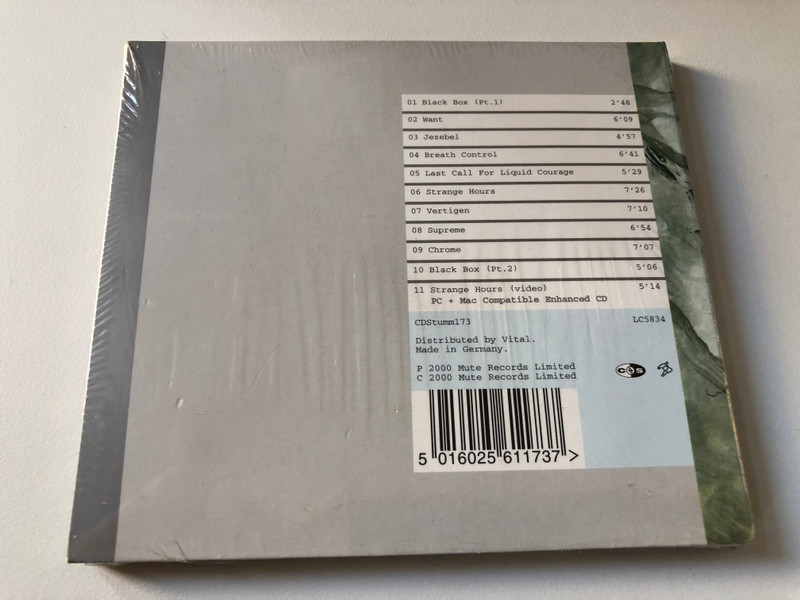 01 Black Box (Pt.1) 2'48
02 Want 6'09
03 Jezebel 4'57
04 Breath Control 6'41
05 Last Call For Liquid Courage 5'29
06 Strange Hours 7'26
07 Vertigen 7'10
08 Supreme 6'54
09 Chrome 7'07
10 Black Box (Pt.2) 5'06
11 Strange Hours (video) 5'14
PC + Mac Compatible Enhanced CD
CDStumm173 LC5834
Distributed by Vital.
Made in Germany.
P 2000 Mute Records Limited
C 2000 Mute Records Limited
5 016025 611737 >